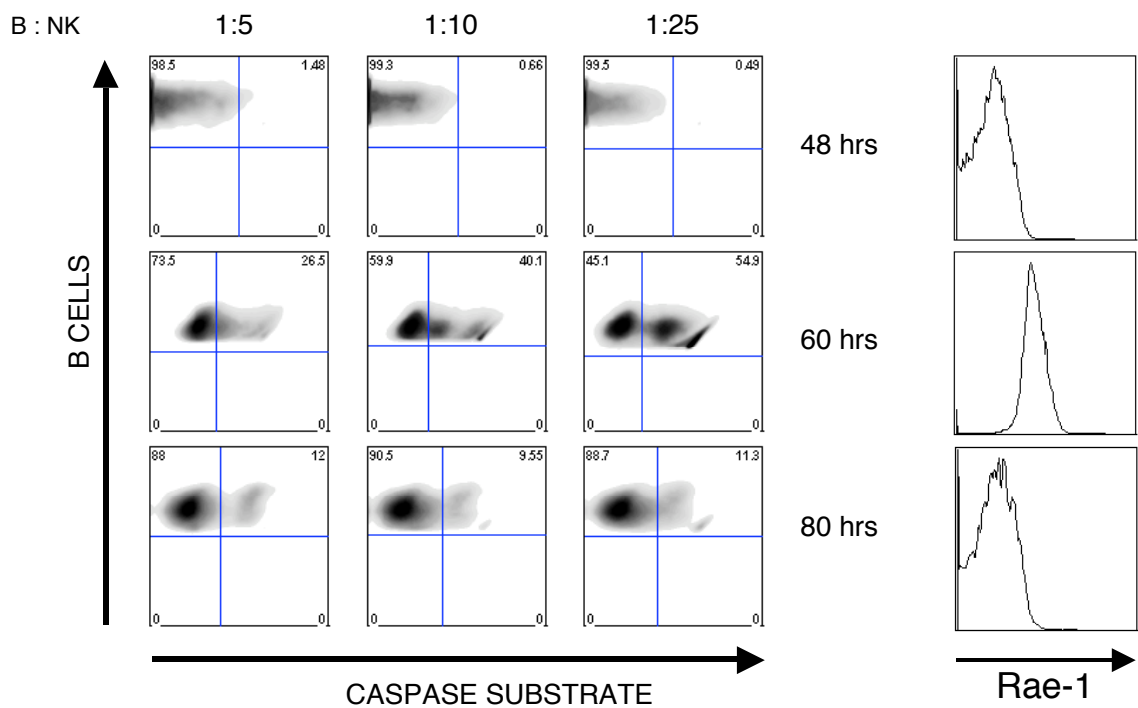 B : NK 1:5 1:10 1:25
98.5 1.48 99.3 0.66 99.5 0.49
48 hrs
0 0 0 0 0 0
73.5 26.5 59.9 40.1 45.1 54.9
B CELLS
60 hrs
0 0 0 0 0 0
88 12 90.5 9.55 88.7 11.3
80 hrs
0 0 0 0 0 0
CASPASE SUBSTRATE
Rae-1